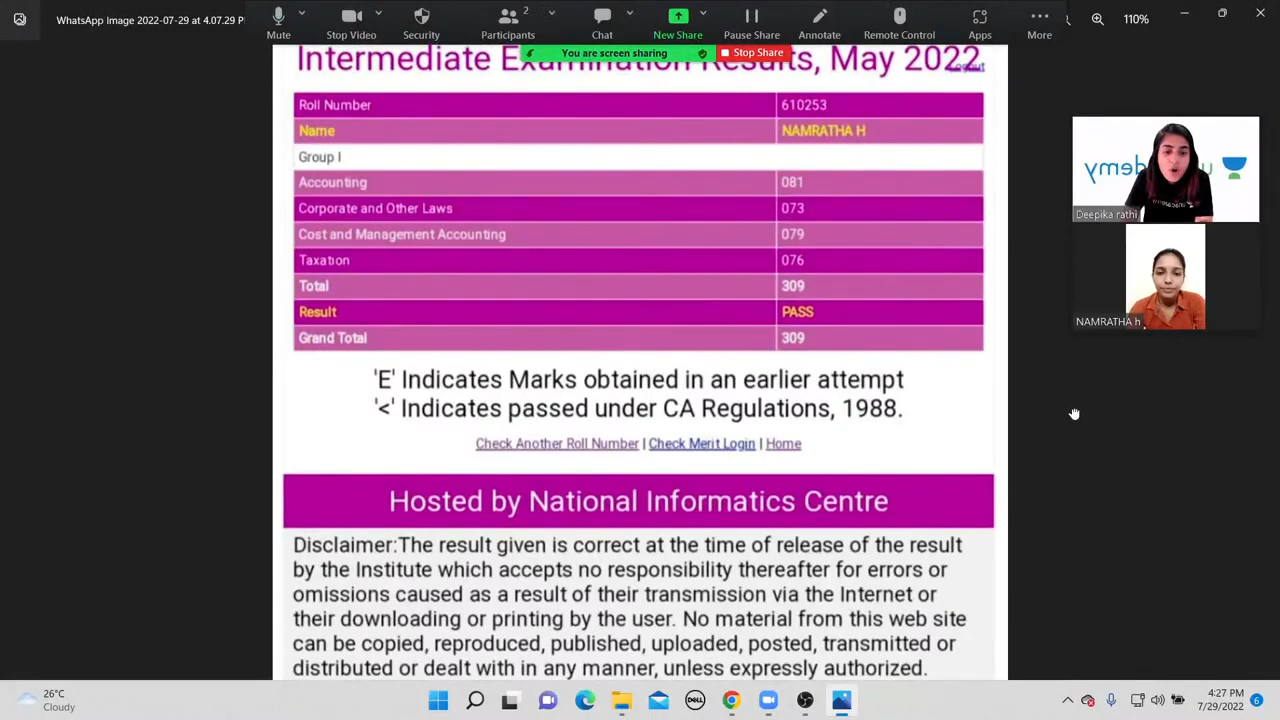 WhatsApp Image 2022-07-29 at 4.07.29 P
Mute
Stop Video
Security
2
Participants
Chat
New Share
Pause Share
Annotate
Remote Control
Apps
More
110%
You are screen sharing
Stop Share
Intermediate Examination Results, May 2022
Logout
Roll Number 610253
Name NAMRATHA H
Group I
Accounting 081
Corporate and Other Laws 073
Cost and Management Accounting 079
Taxation 076
Total 309
Result PASS
Grand Total 309
'E' Indicates Marks obtained in an earlier attempt
'<' Indicates passed under CA Regulations, 1988.
Check Another Roll Number | Check Merit Login | Home
Hosted by National Informatics Centre
Disclaimer:The result given is correct at the time of release of the result
by the Institute which accepts no responsibility thereafter for errors or
omissions caused as a result of their transmission via the Internet or
their downloading or printing by the user. No material from this web site
can be copied, reproduced, published, uploaded, posted, transmitted or
distributed or dealt with in any manner, unless expressly authorized.
Deepika rathi
NAMRATHA h
26°C
Cloudy
DELL
4:27 PM
7/29/2022
6